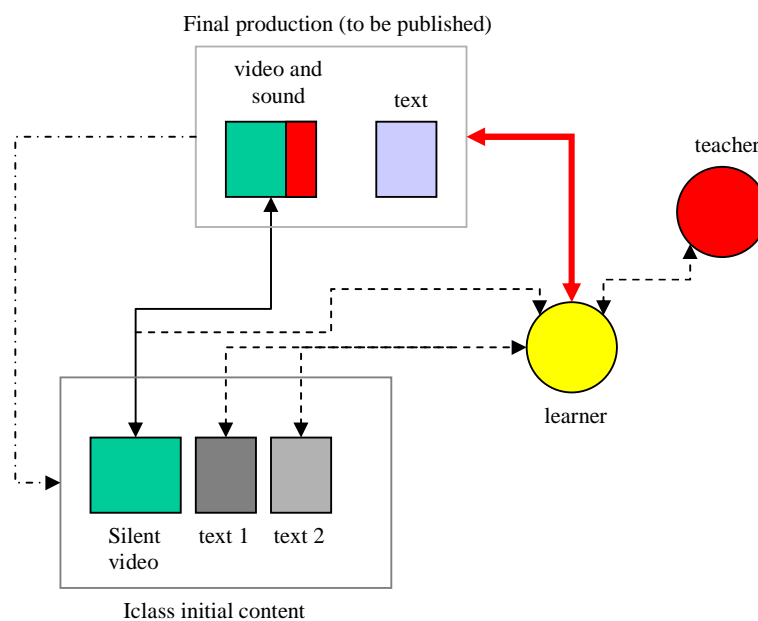 Final production (to be published)
video and
sound
text
teacher
learner
Silent
video
text 1
text 2
Iclass initial content